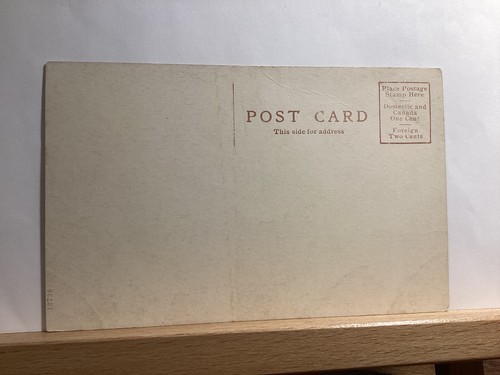 POST CARD
This side for address
Place Postage
Stamp Here
Domestic and
Canada
One Cent
Foreign
Two Cents